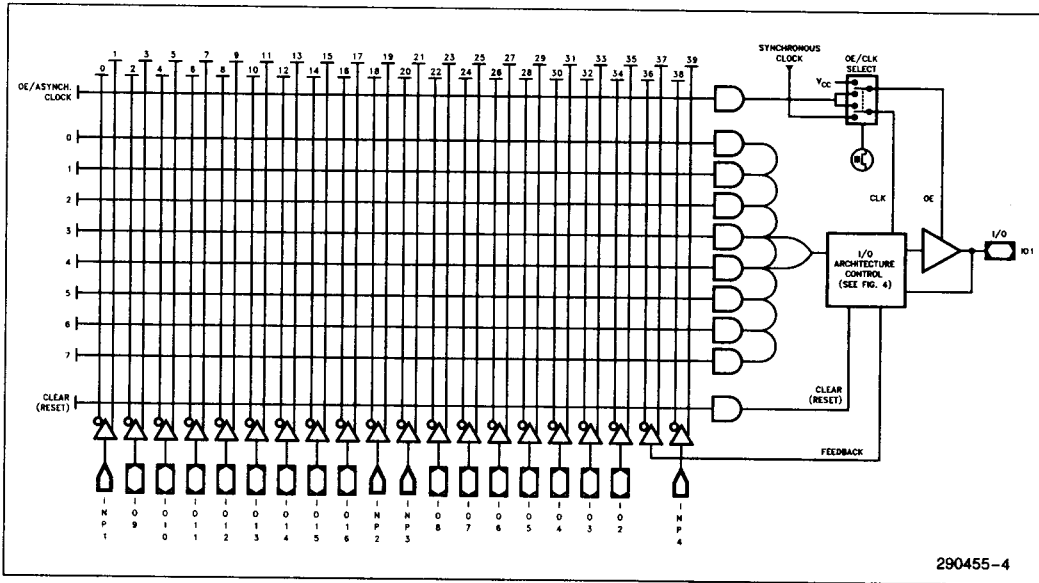 1 3 5 7 9 11 13 15 17 19 21 23 25 27 29 31 33 35 37 39
0 2 4 6 8 10 12 14 16 18 20 22 24 26 28 30 32 34 36 38
SYNCHRONOUS
CLOCK
OE/CLK
SELECT
VCC
OE/ASYNCH.
CLOCK
0
1
2
3
4
5
6
7
CLEAR
(RESET)
CLK
OE
I/O
ARCHITECTURE
CONTROL
(SEE FIG. 4)
I/O
IO1
CLEAR
(RESET)
FEEDBACK
INP1
IO9
IO10
IO11
IO12
IO13
IO14
IO15
IO16
INP2
INP3
IO8
IO7
IO6
IO5
IO4
IO3
IO2
INP4
290455-4